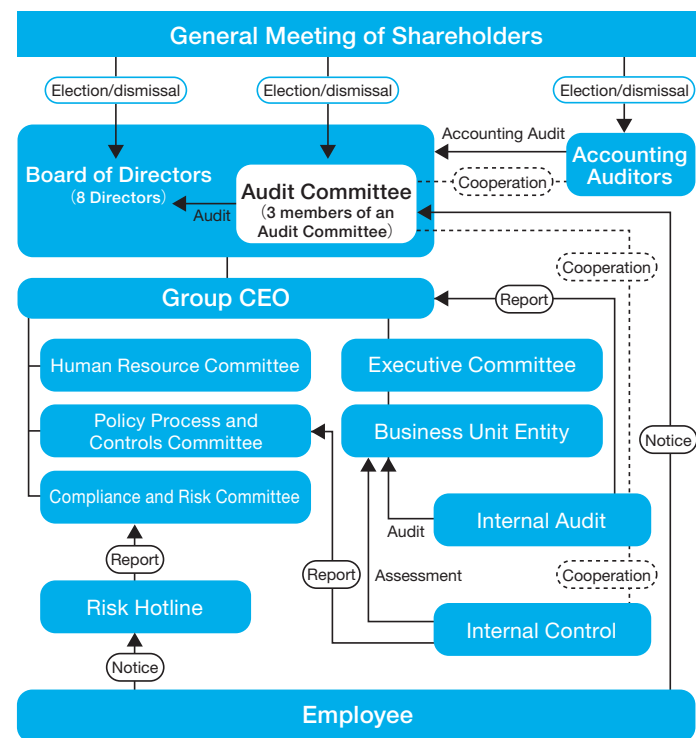 General Meeting of Shareholders
Election/dismissal
Election/dismissal
Election/dismissal
Accounting Audit
Board of Directors
(8 Directors)
Audit
Audit Committee
(3 members of an
Audit Committee)
Cooperation
Accounting
Auditors
Cooperation
Group CEO
Report
Human Resource Committee
Executive Committee
Policy Process and
Controls Committee
Business Unit Entity
Notice
Compliance and Risk Committee
Internal Audit
Audit
Report
Report
Assessment
Cooperation
Risk Hotline
Internal Control
Notice
Employee